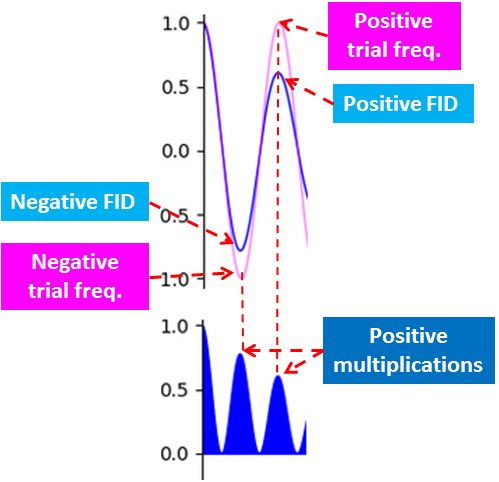 1.0
Positive
trial freq.
0.5
Positive FID
0.0
Negative FID
0.5
Negative
trial freq.
1.0
1.0
Positive
multiplications
0.5
0.0